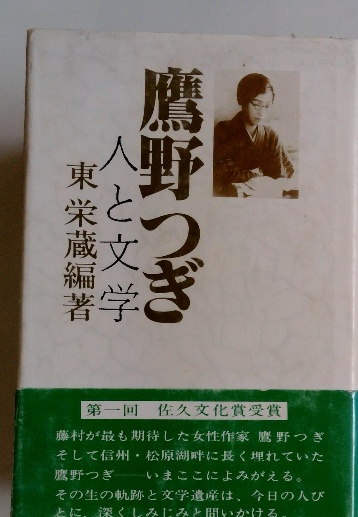 鷹野つぎ
人と文学
東 栄蔵編著
第一回 佐久文化賞受賞
藤村が最も期待した女性作家 鷹野つぎ
そして信州・松原湖畔に長く埋れていた
鷹野つぎ――いまここによみがえる。
その生の軌跡と文学遺産は、今日の人び
とに、深くしみじみと問いかける。